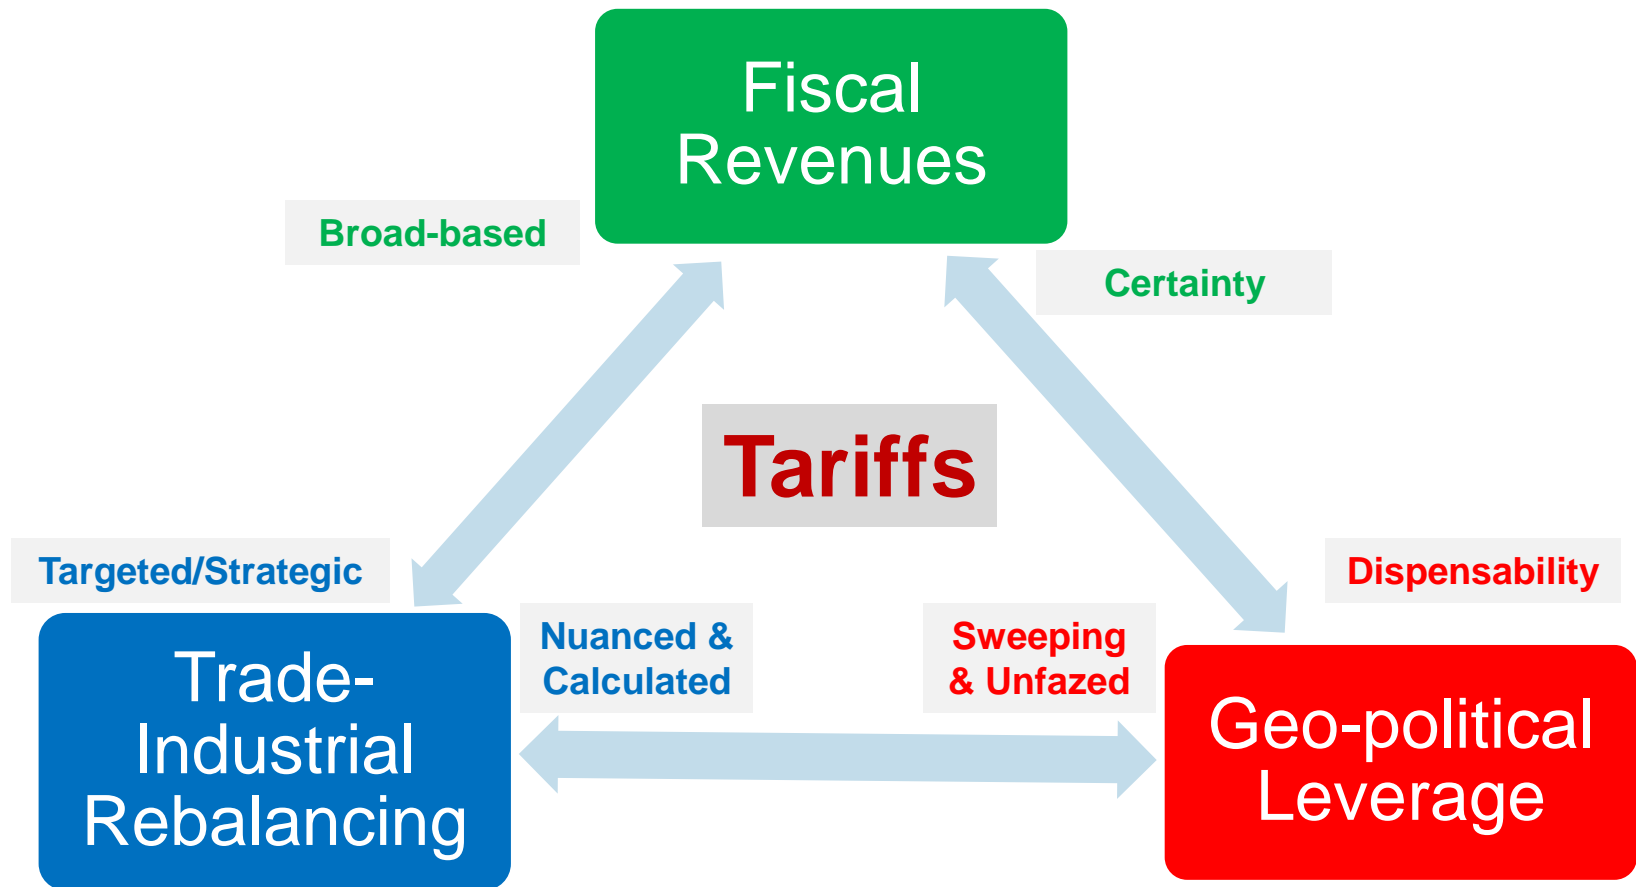 Fiscal
Revenues
Broad-based
Certainty
Tariffs
Targeted/Strategic
Dispensability
Nuanced &
Calculated
Sweeping
& Unfazed
Trade-
Industrial
Rebalancing
Geo-political
Leverage